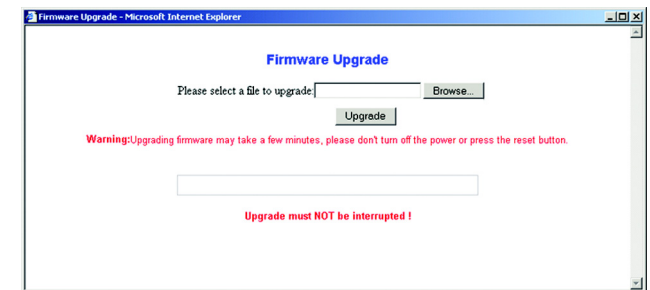 Firmware Upgrade - Microsoft Internet Explorer
Firmware Upgrade
Please select a file to upgrade: Browse...
Upgrade
Warning:Upgrading firmware may take a few minutes, please don't turn off the power or press the reset button.
Upgrade must NOT be interrupted !